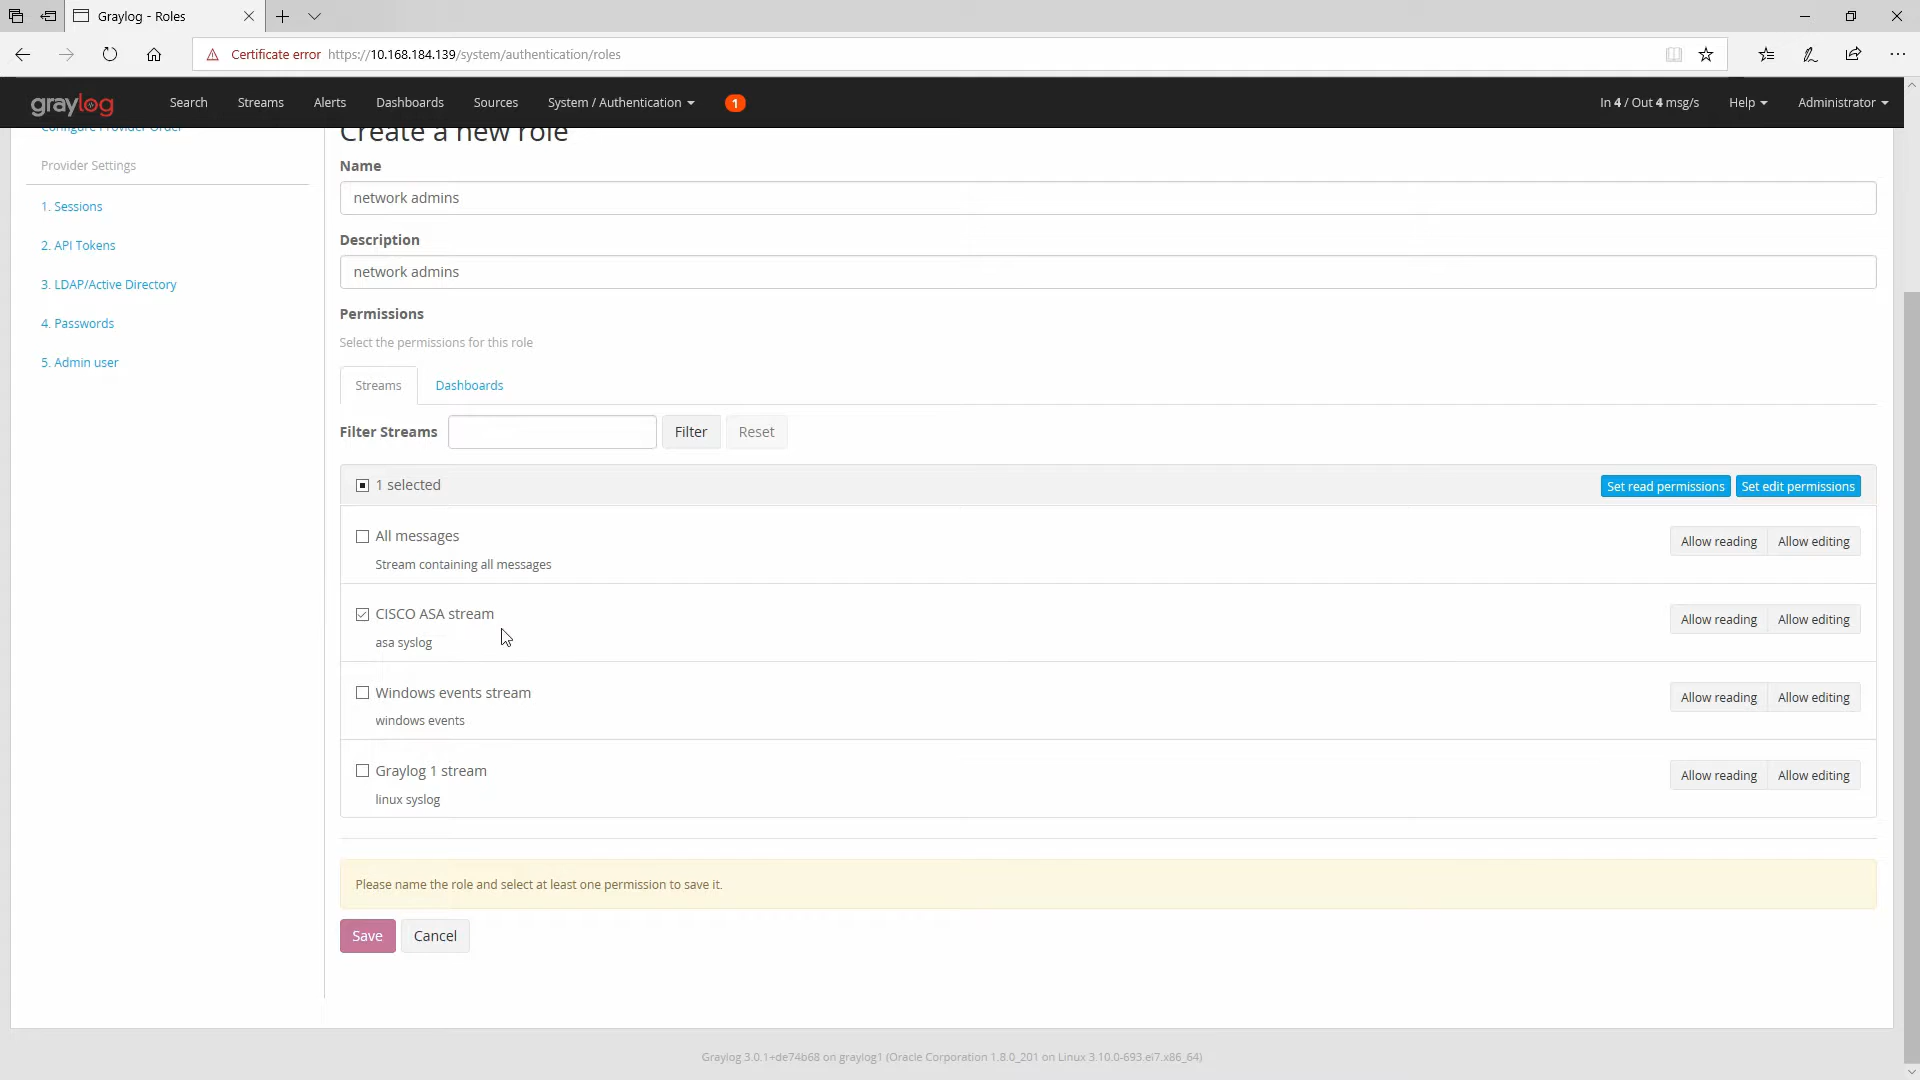 Graylog - Roles
Certificate error https://10.168.184.139/system/authentication/roles
graylog Search Streams Alerts Dashboards Sources System / Authentication 1 In 4 / Out 4 msg/s Help Administrator
Configure Provider Order
Provider Settings
1. Sessions
2. API Tokens
3. LDAP/Active Directory
4. Passwords
5. Admin user
Create a new role
Name
network admins
Description
network admins
Permissions
Select the permissions for this role
Streams Dashboards
Filter Streams Filter Reset
1 selected Set read permissions Set edit permissions
All messages Allow reading Allow editing
Stream containing all messages
CISCO ASA stream Allow reading Allow editing
asa syslog
Windows events stream Allow reading Allow editing
windows events
Graylog 1 stream Allow reading Allow editing
linux syslog
Please name the role and select at least one permission to save it.
Save Cancel
Graylog 3.0.1+de74b68 on graylog1 (Oracle Corporation 1.8.0_201 on Linux 3.10.0-693.el7.x86_64)